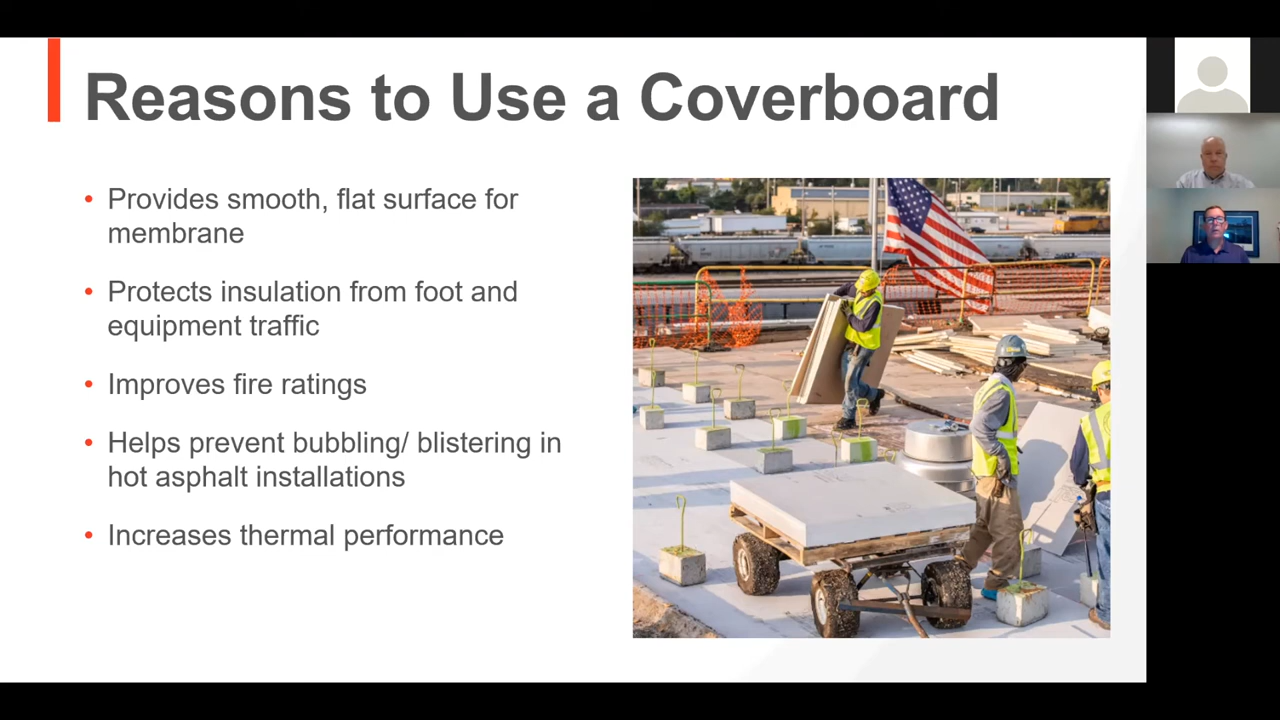 Reasons to Use a Coverboard
• Provides smooth, flat surface for
membrane
• Protects insulation from foot and
equipment traffic
• Improves fire ratings
• Helps prevent bubbling/ blistering in
hot asphalt installations
• Increases thermal performance